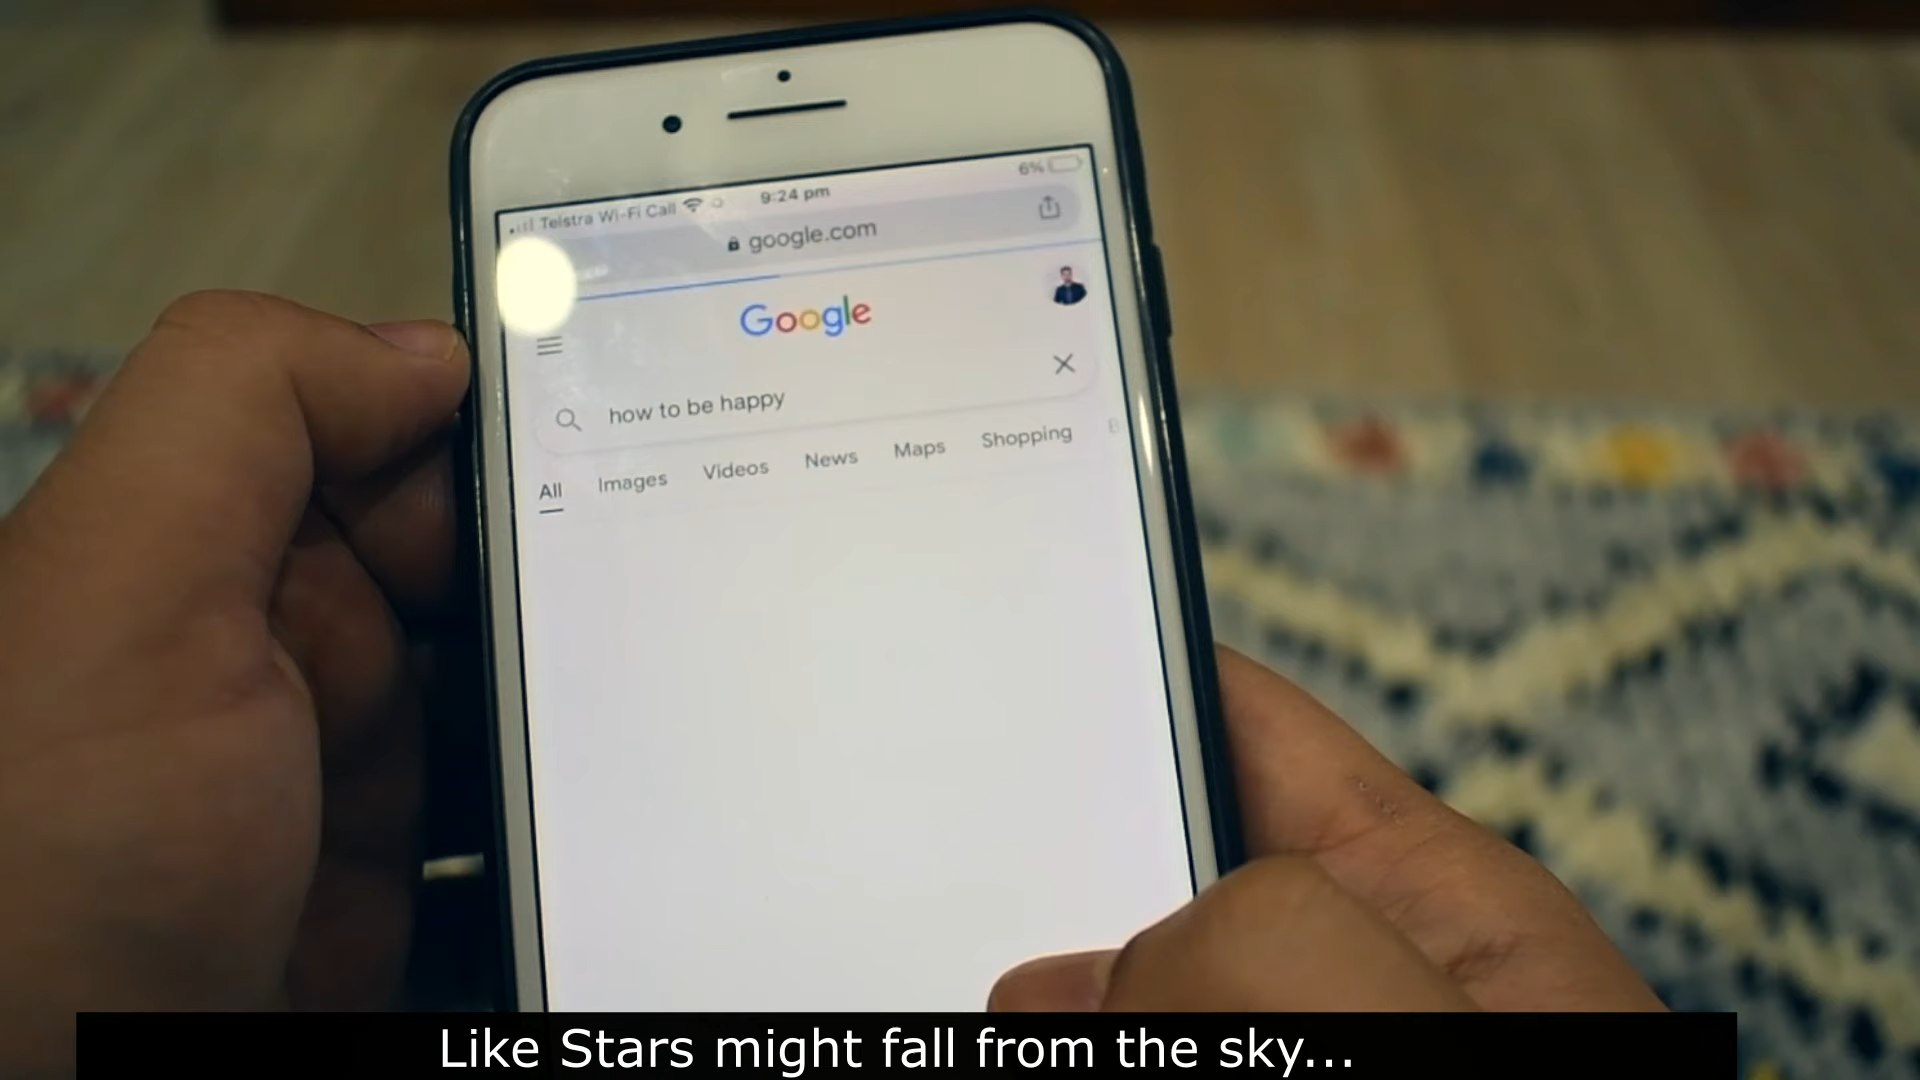 Telstra Wi-Fi Call 9:24 pm 6%
google.com
Google
how to be happy
All Images Videos News Maps Shopping
Like Stars might fall from the sky...